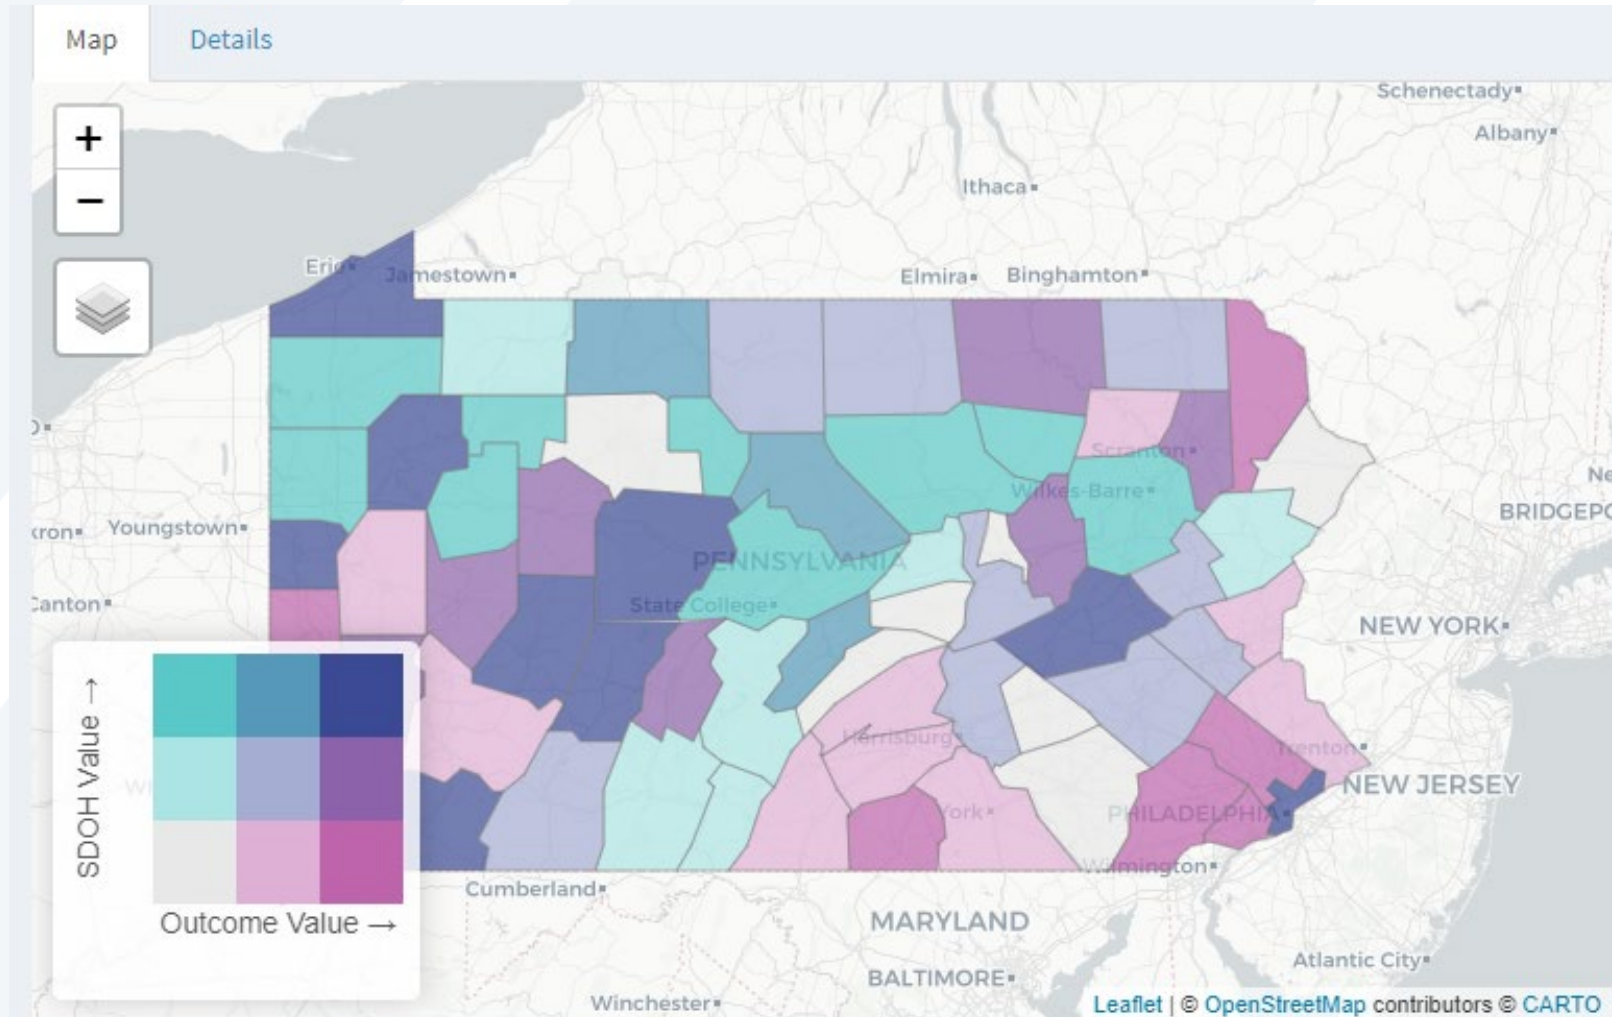 Map
Details
Schenectady
Albany
+
−
Ithaca
Erie
Jamestown
Elmira
Binghamton
Scranton
Wilkes-Barre
Youngstown
BRIDGEPO
PENNSYLVANIA
State College
Canton
NEW YORK
SDOH Value →
Outcome Value →
Harrisburg
Trenton
NEW JERSEY
York
PHILADELPHIA
Wilmington
Cumberland
MARYLAND
BALTIMORE
Atlantic City
Winchester
Leaflet | © OpenStreetMap contributors © CARTO